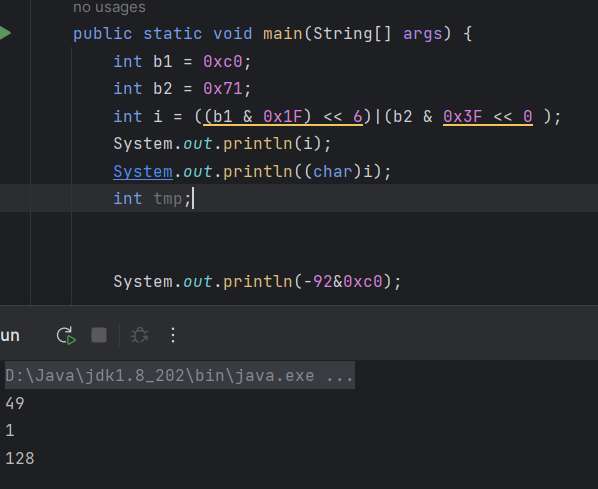 no usages
public static void main(String[] args) {
int b1 = 0xc0;
int b2 = 0x71;
int i = ((b1 & 0x1F) << 6)|(b2 & 0x3F << 0 );
System.out.println(i);
System.out.println((char)i);
int tmp;
System.out.println(-92&0xc0);
un
D:\Java\jdk1.8_202\bin\java.exe ...
49
1
128